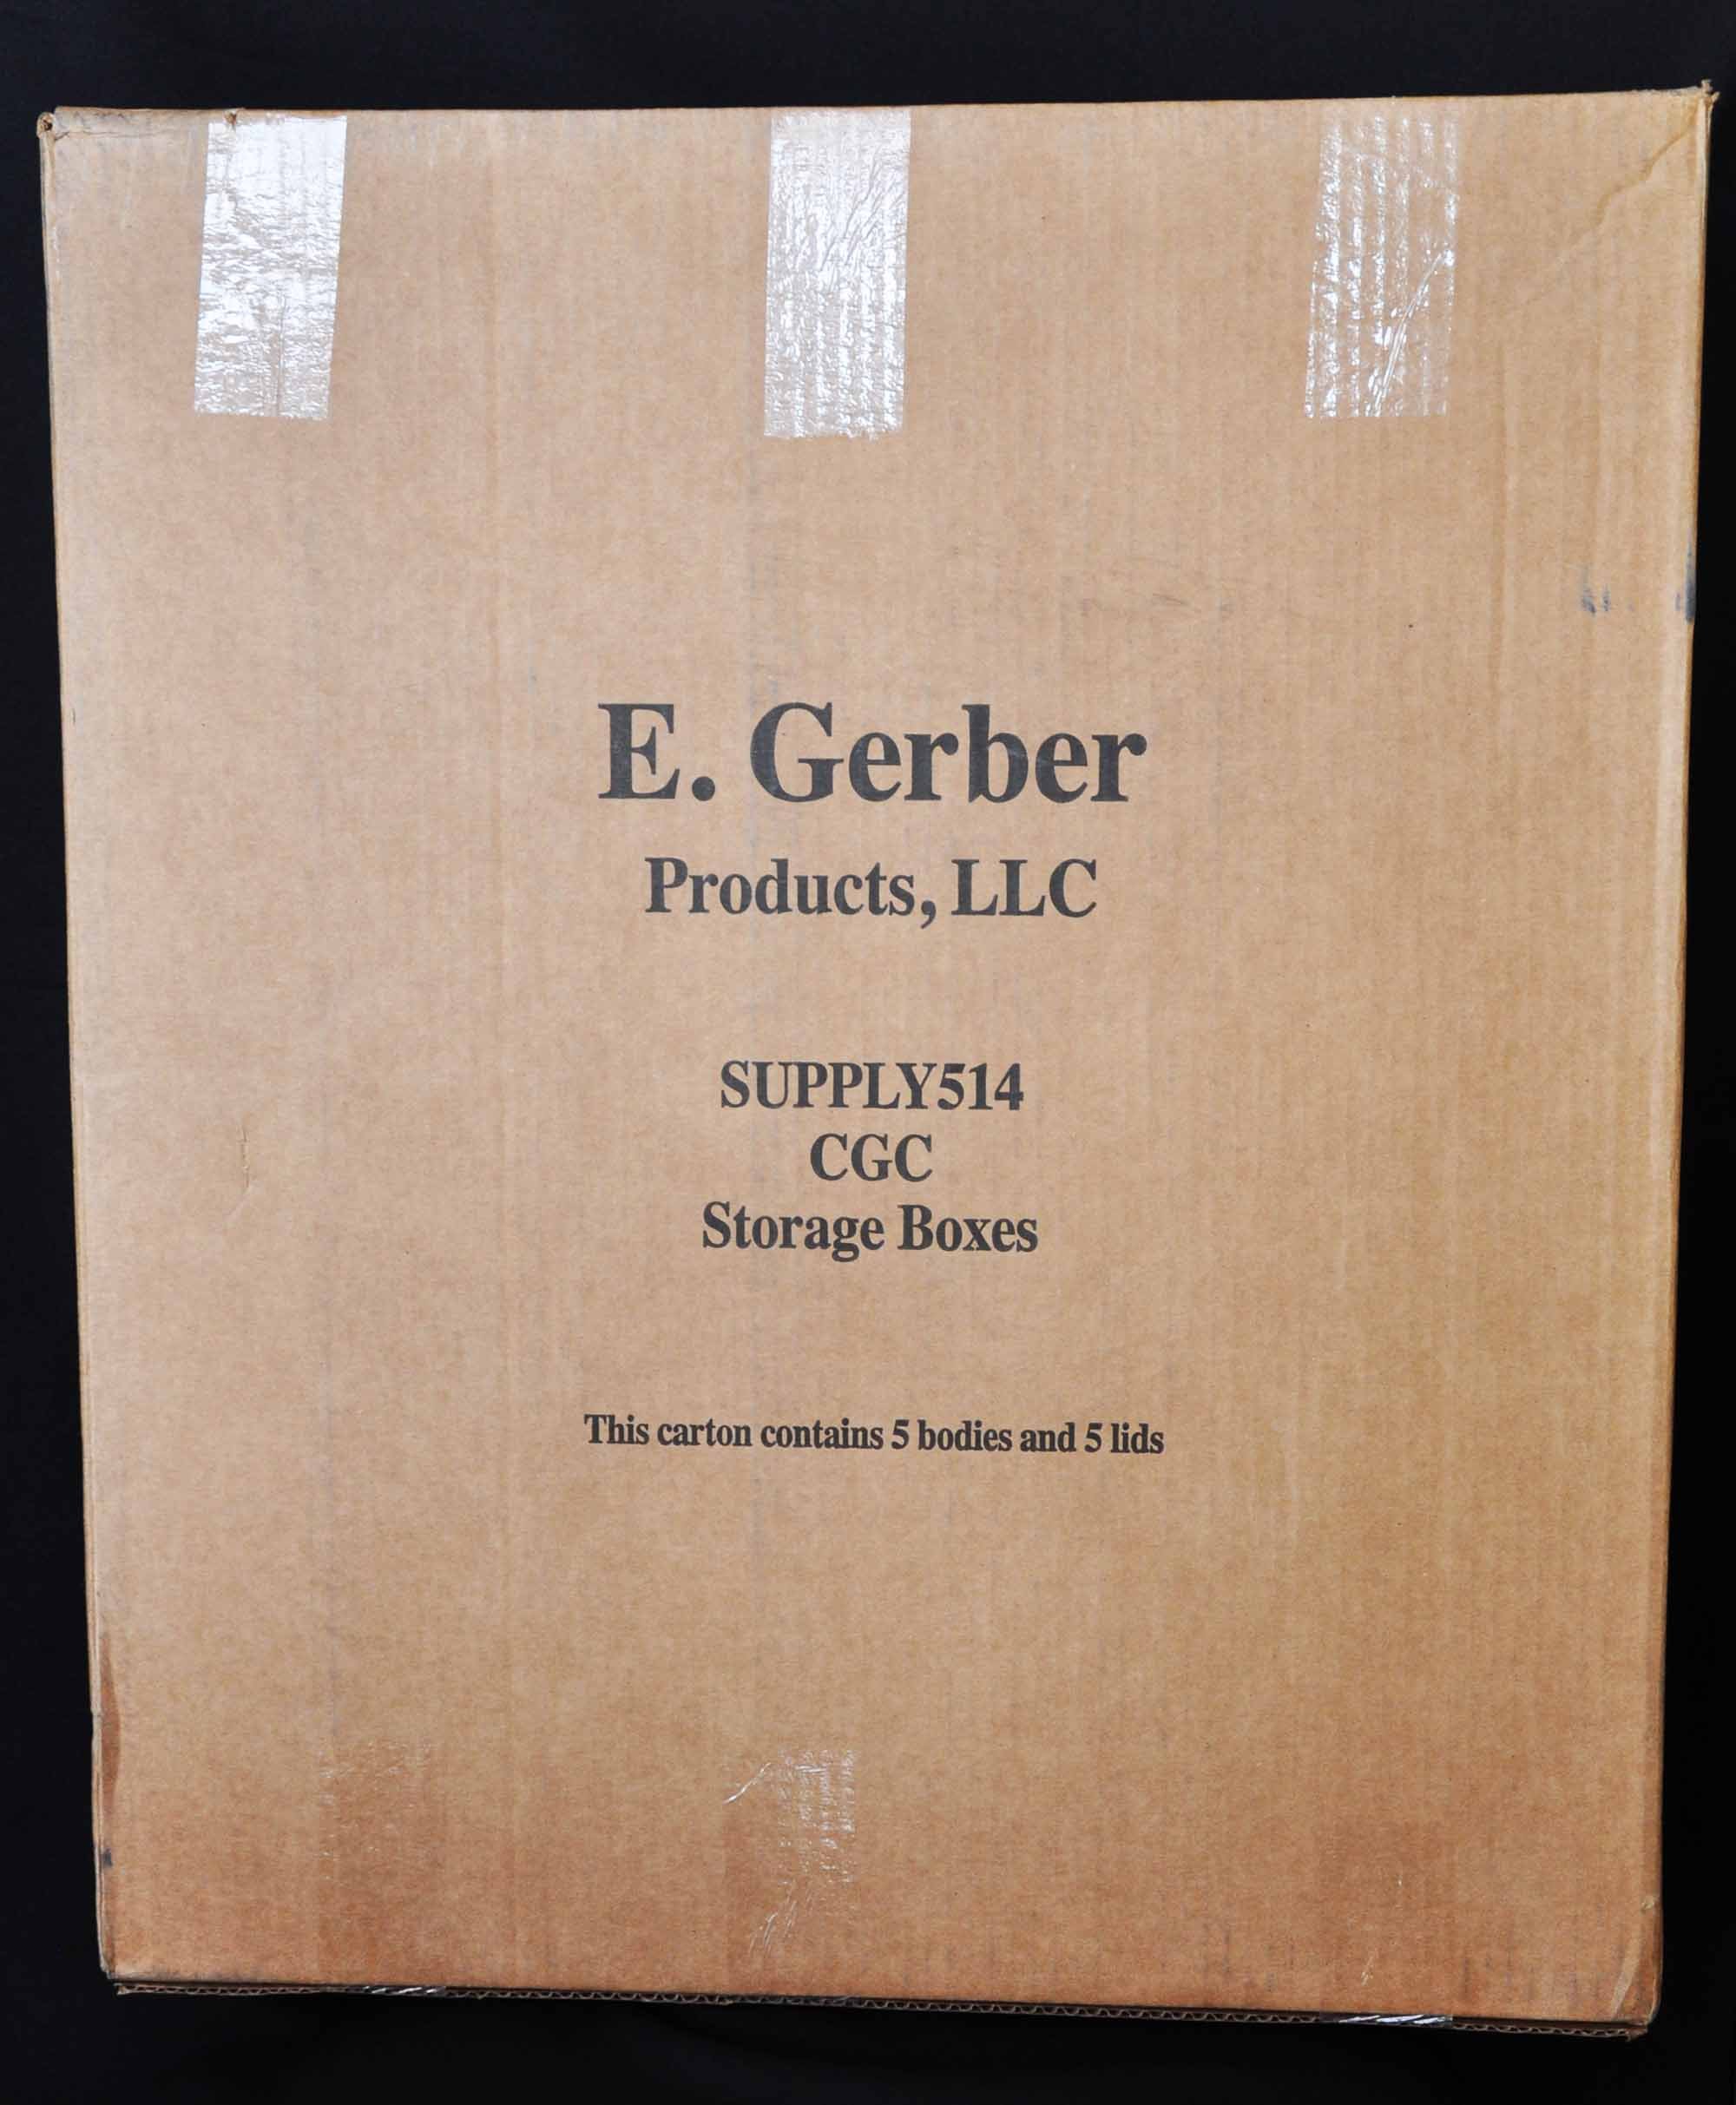 E. Gerber
Products, LLC
SUPPLY514
CGC
Storage Boxes
This carton contains 5 bodies and 5 lids